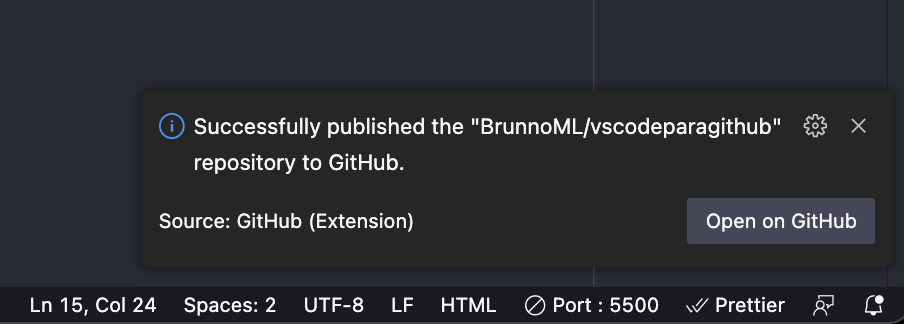 Successfully published the "BrunnoML/vscodeparagithub"
repository to GitHub.
Source: GitHub (Extension)
Open on GitHub
Ln 15, Col 24 Spaces: 2 UTF-8 LF HTML Port : 5500 Prettier